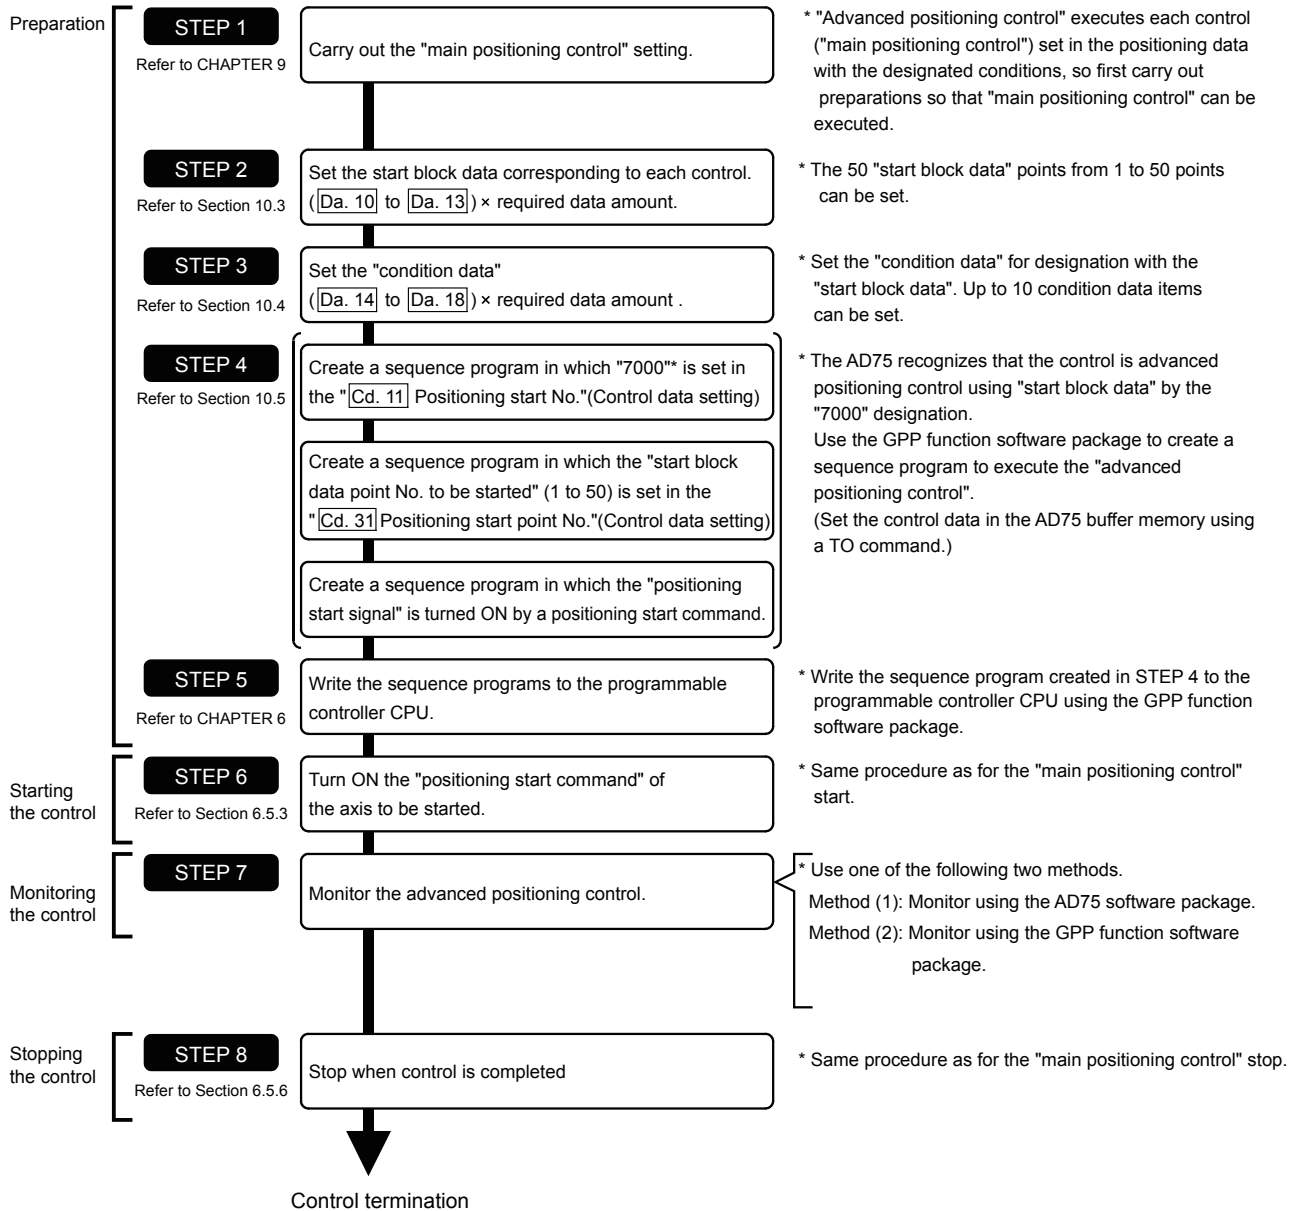 Preparation
STEP 1
Refer to CHAPTER 9
Carry out the "main positioning control" setting.
* "Advanced positioning control" executes each control
("main positioning control") set in the positioning data
with the designated conditions, so first carry out
preparations so that "main positioning control" can be
executed.
STEP 2
Refer to Section 10.3
Set the start block data corresponding to each control.
( Da. 10 to Da. 13 ) × required data amount.
* The 50 "start block data" points from 1 to 50 points
can be set.
STEP 3
Refer to Section 10.4
Set the "condition data"
( Da. 14 to Da. 18 ) × required data amount .
* Set the "condition data" for designation with the
"start block data". Up to 10 condition data items
can be set.
STEP 4
Refer to Section 10.5
Create a sequence program in which "7000"* is set in
the " Cd. 11 Positioning start No."(Control data setting)
Create a sequence program in which the "start block
data point No. to be started" (1 to 50) is set in the
" Cd. 31 Positioning start point No."(Control data setting)
Create a sequence program in which the "positioning
start signal" is turned ON by a positioning start command.
* The AD75 recognizes that the control is advanced
positioning control using "start block data" by the
"7000" designation.
Use the GPP function software package to create a
sequence program to execute the "advanced
positioning control".
(Set the control data in the AD75 buffer memory using
a TO command.)
STEP 5
Refer to CHAPTER 6
Write the sequence programs to the programmable
controller CPU.
* Write the sequence program created in STEP 4 to the
programmable controller CPU using the GPP function
software package.
Starting
the control
STEP 6
Refer to Section 6.5.3
Turn ON the "positioning start command" of
the axis to be started.
* Same procedure as for the "main positioning control"
start.
Monitoring
the control
STEP 7
Monitor the advanced positioning control.
* Use one of the following two methods.
Method (1): Monitor using the AD75 software package.
Method (2): Monitor using the GPP function software
package.
Stopping
the control
STEP 8
Refer to Section 6.5.6
Stop when control is completed
* Same procedure as for the "main positioning control" stop.
Control termination